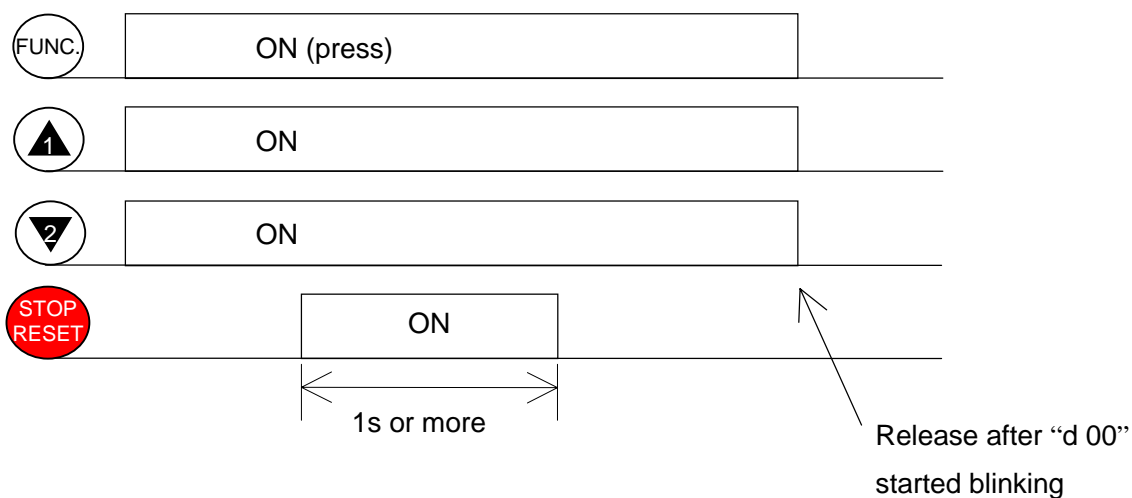 FUNC.
ON (press)
1
ON
2
ON
STOP
RESET
ON
1s or more
Release after “d 00”
started blinking